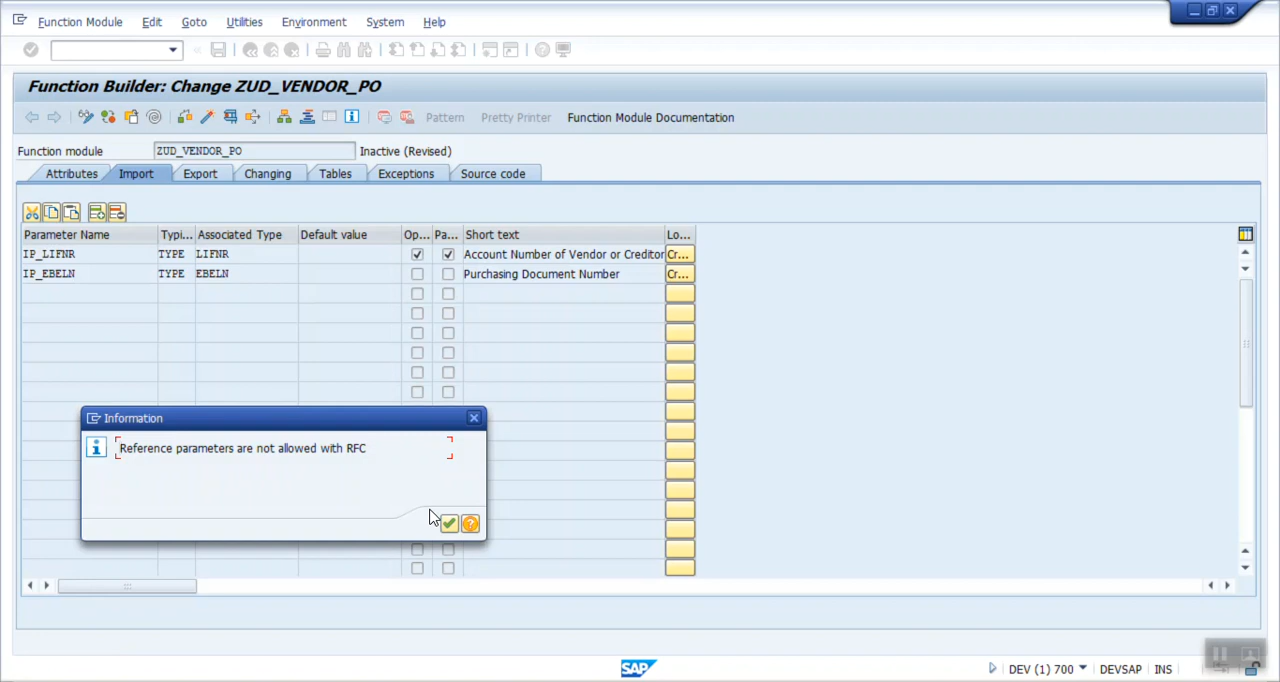 Function Module Edit Goto Utilities Environment System Help
Function Builder: Change ZUD_VENDOR_PO
Pattern Pretty Printer Function Module Documentation
Function module ZUD_VENDOR_PO Inactive (Revised)
Attributes Import Export Changing Tables Exceptions Source code
Parameter Name Typi... Associated Type Default value Op... Pa... Short text Lo...
IP_LIFNR TYPE LIFNR Account Number of Vendor or Creditor Cr...
IP_EBELN TYPE EBELN Purchasing Document Number Cr...
Information
Reference parameters are not allowed with RFC
SAP DEV (1) 700 DEVSAP INS